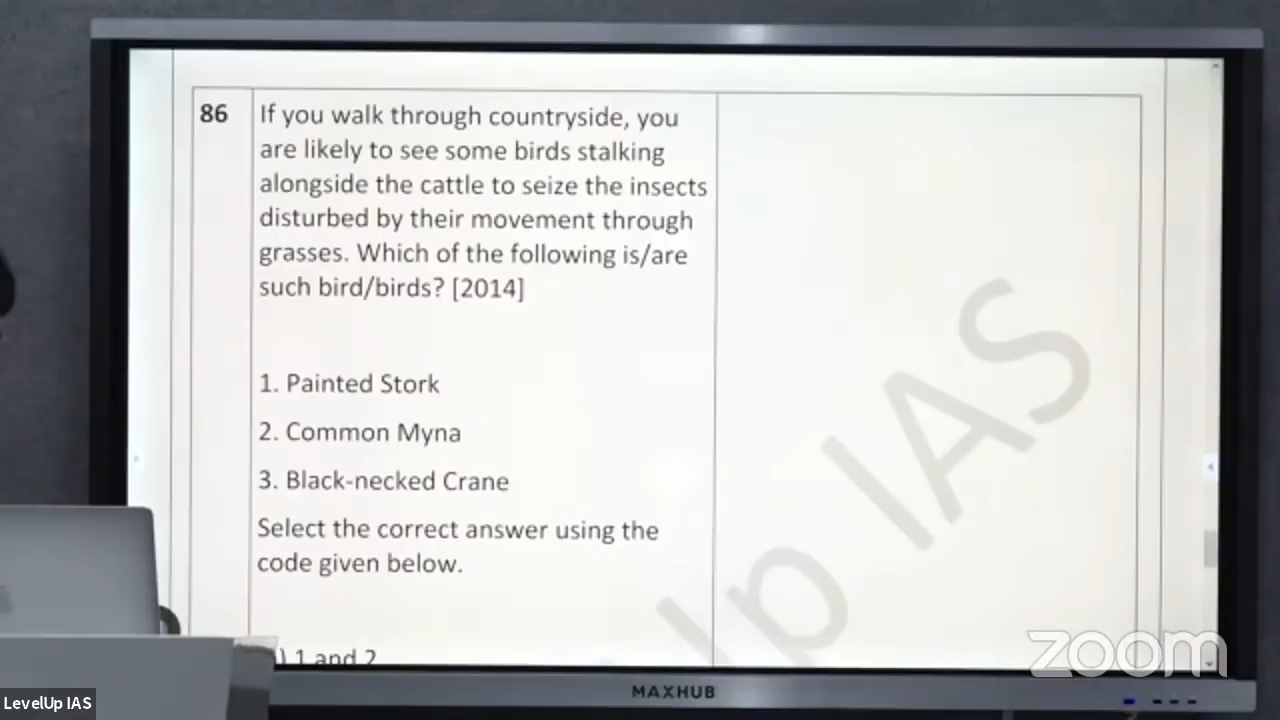 86
If you walk through countryside, you
are likely to see some birds stalking
alongside the cattle to seize the insects
disturbed by their movement through
grasses. Which of the following is/are
such bird/birds? [2014]
1. Painted Stork
2. Common Myna
3. Black-necked Crane
Select the correct answer using the
code given below.
) 1 and 2
lp IAS
zoom
MAXHUB
LevelUp IAS